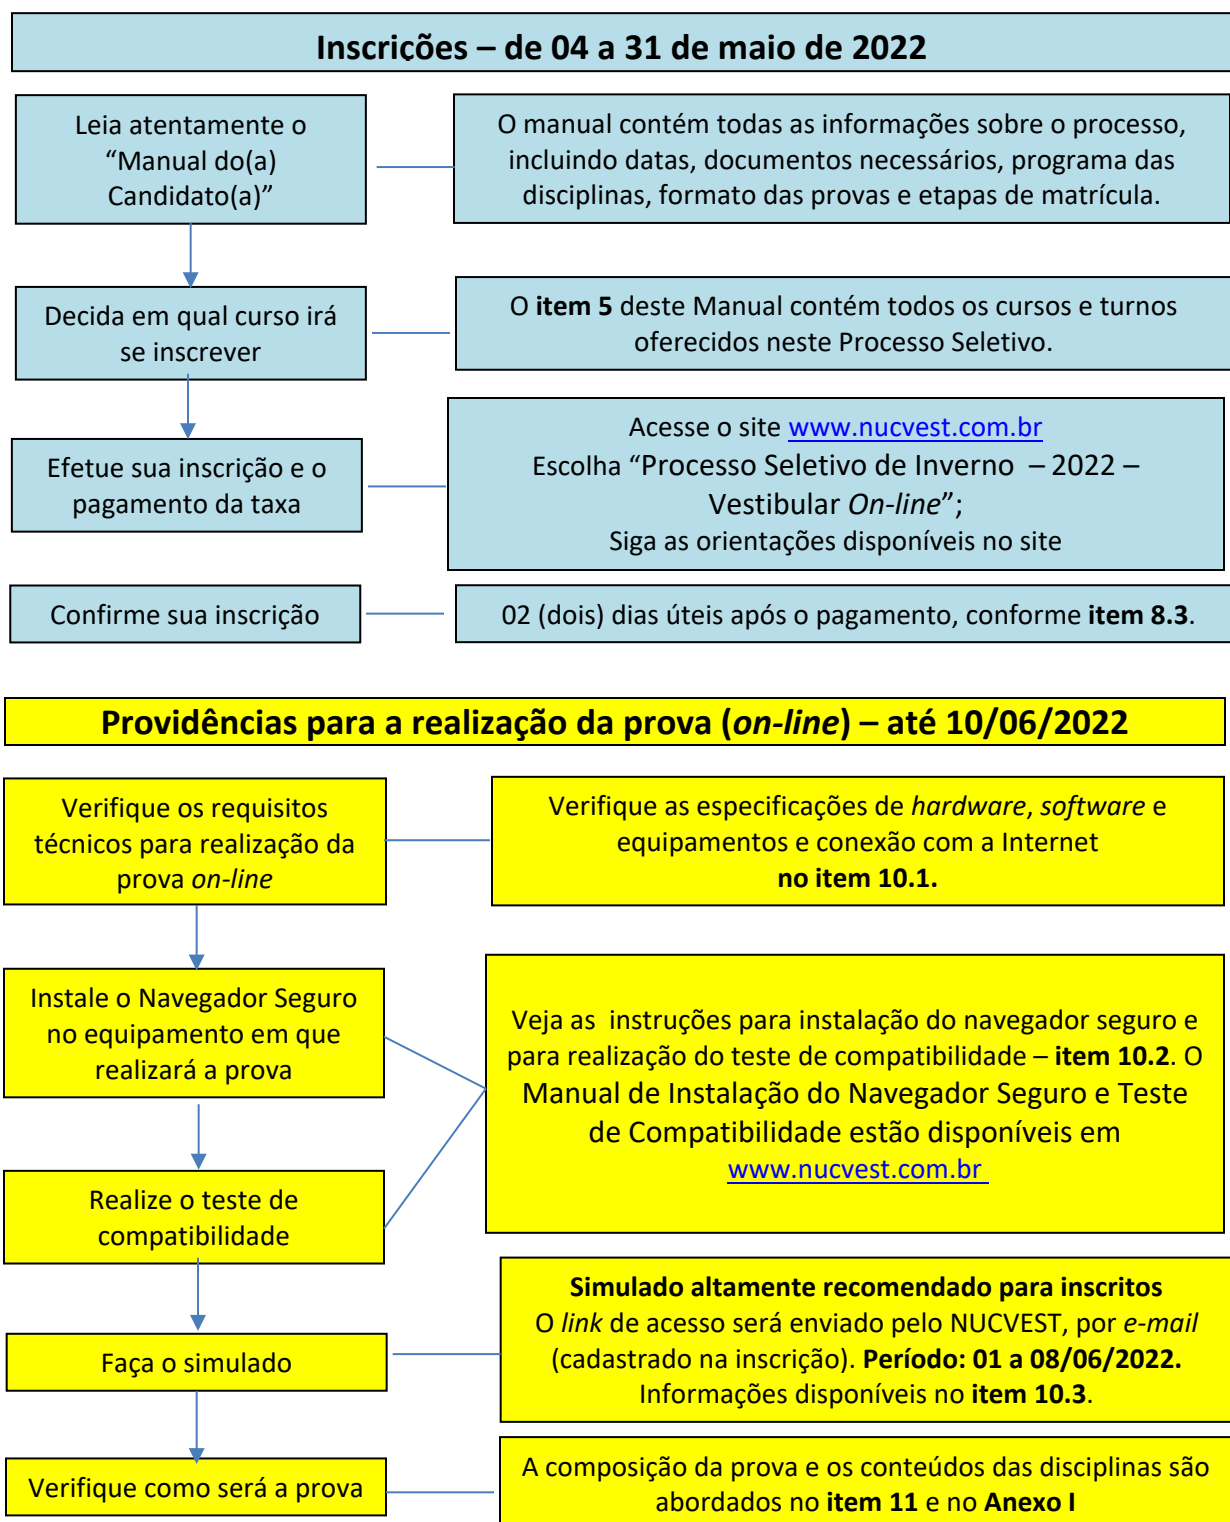 Inscrições – de 04 a 31 de maio de 2022
Leia atentamente o
“Manual do(a)
Candidato(a)”
O manual contém todas as informações sobre o processo,
incluindo datas, documentos necessários, programa das
disciplinas, formato das provas e etapas de matrícula.
Decida em qual curso irá
se inscrever
O item 5 deste Manual contém todos os cursos e turnos
oferecidos neste Processo Seletivo.
Efetue sua inscrição e o
pagamento da taxa
Acesse o site www.nucvest.com.br
Escolha “Processo Seletivo de Inverno – 2022 –
Vestibular On-line”;
Siga as orientações disponíveis no site
Confirme sua inscrição
02 (dois) dias úteis após o pagamento, conforme item 8.3.
Providências para a realização da prova (on-line) – até 10/06/2022
Verifique os requisitos
técnicos para realização da
prova on-line
Verifique as especificações de hardware, software e
equipamentos e conexão com a Internet
no item 10.1.
Instale o Navegador Seguro
no equipamento em que
realizará a prova
Veja as instruções para instalação do navegador seguro e
para realização do teste de compatibilidade – item 10.2. O
Manual de Instalação do Navegador Seguro e Teste
de Compatibilidade estão disponíveis em
www.nucvest.com.br
Realize o teste de
compatibilidade
Simulado altamente recomendado para inscritos
O link de acesso será enviado pelo NUCVEST, por e-mail
(cadastrado na inscrição). Período: 01 a 08/06/2022.
Informações disponíveis no item 10.3.
Faça o simulado
Verifique como será a prova
A composição da prova e os conteúdos das disciplinas são
abordados no item 11 e no Anexo I